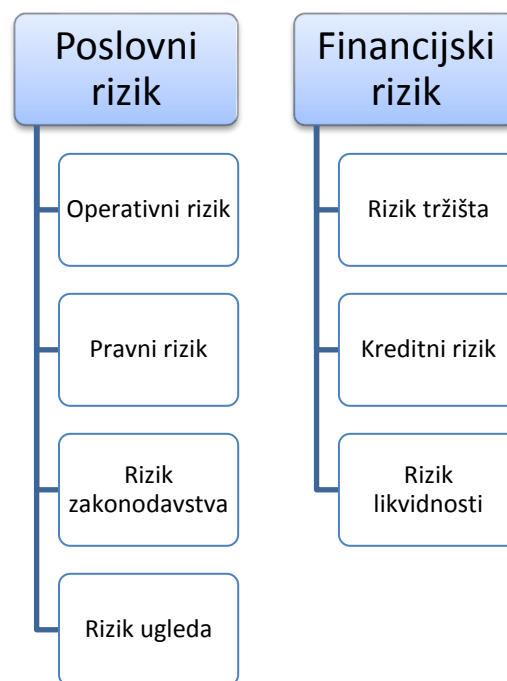 Poslovni
rizik
Operativni rizik
Pravni rizik
Rizik
zakonodavstva
Rizik ugleda
Financijski
rizik
Rizik tržišta
Kreditni rizik
Rizik
likvidnosti